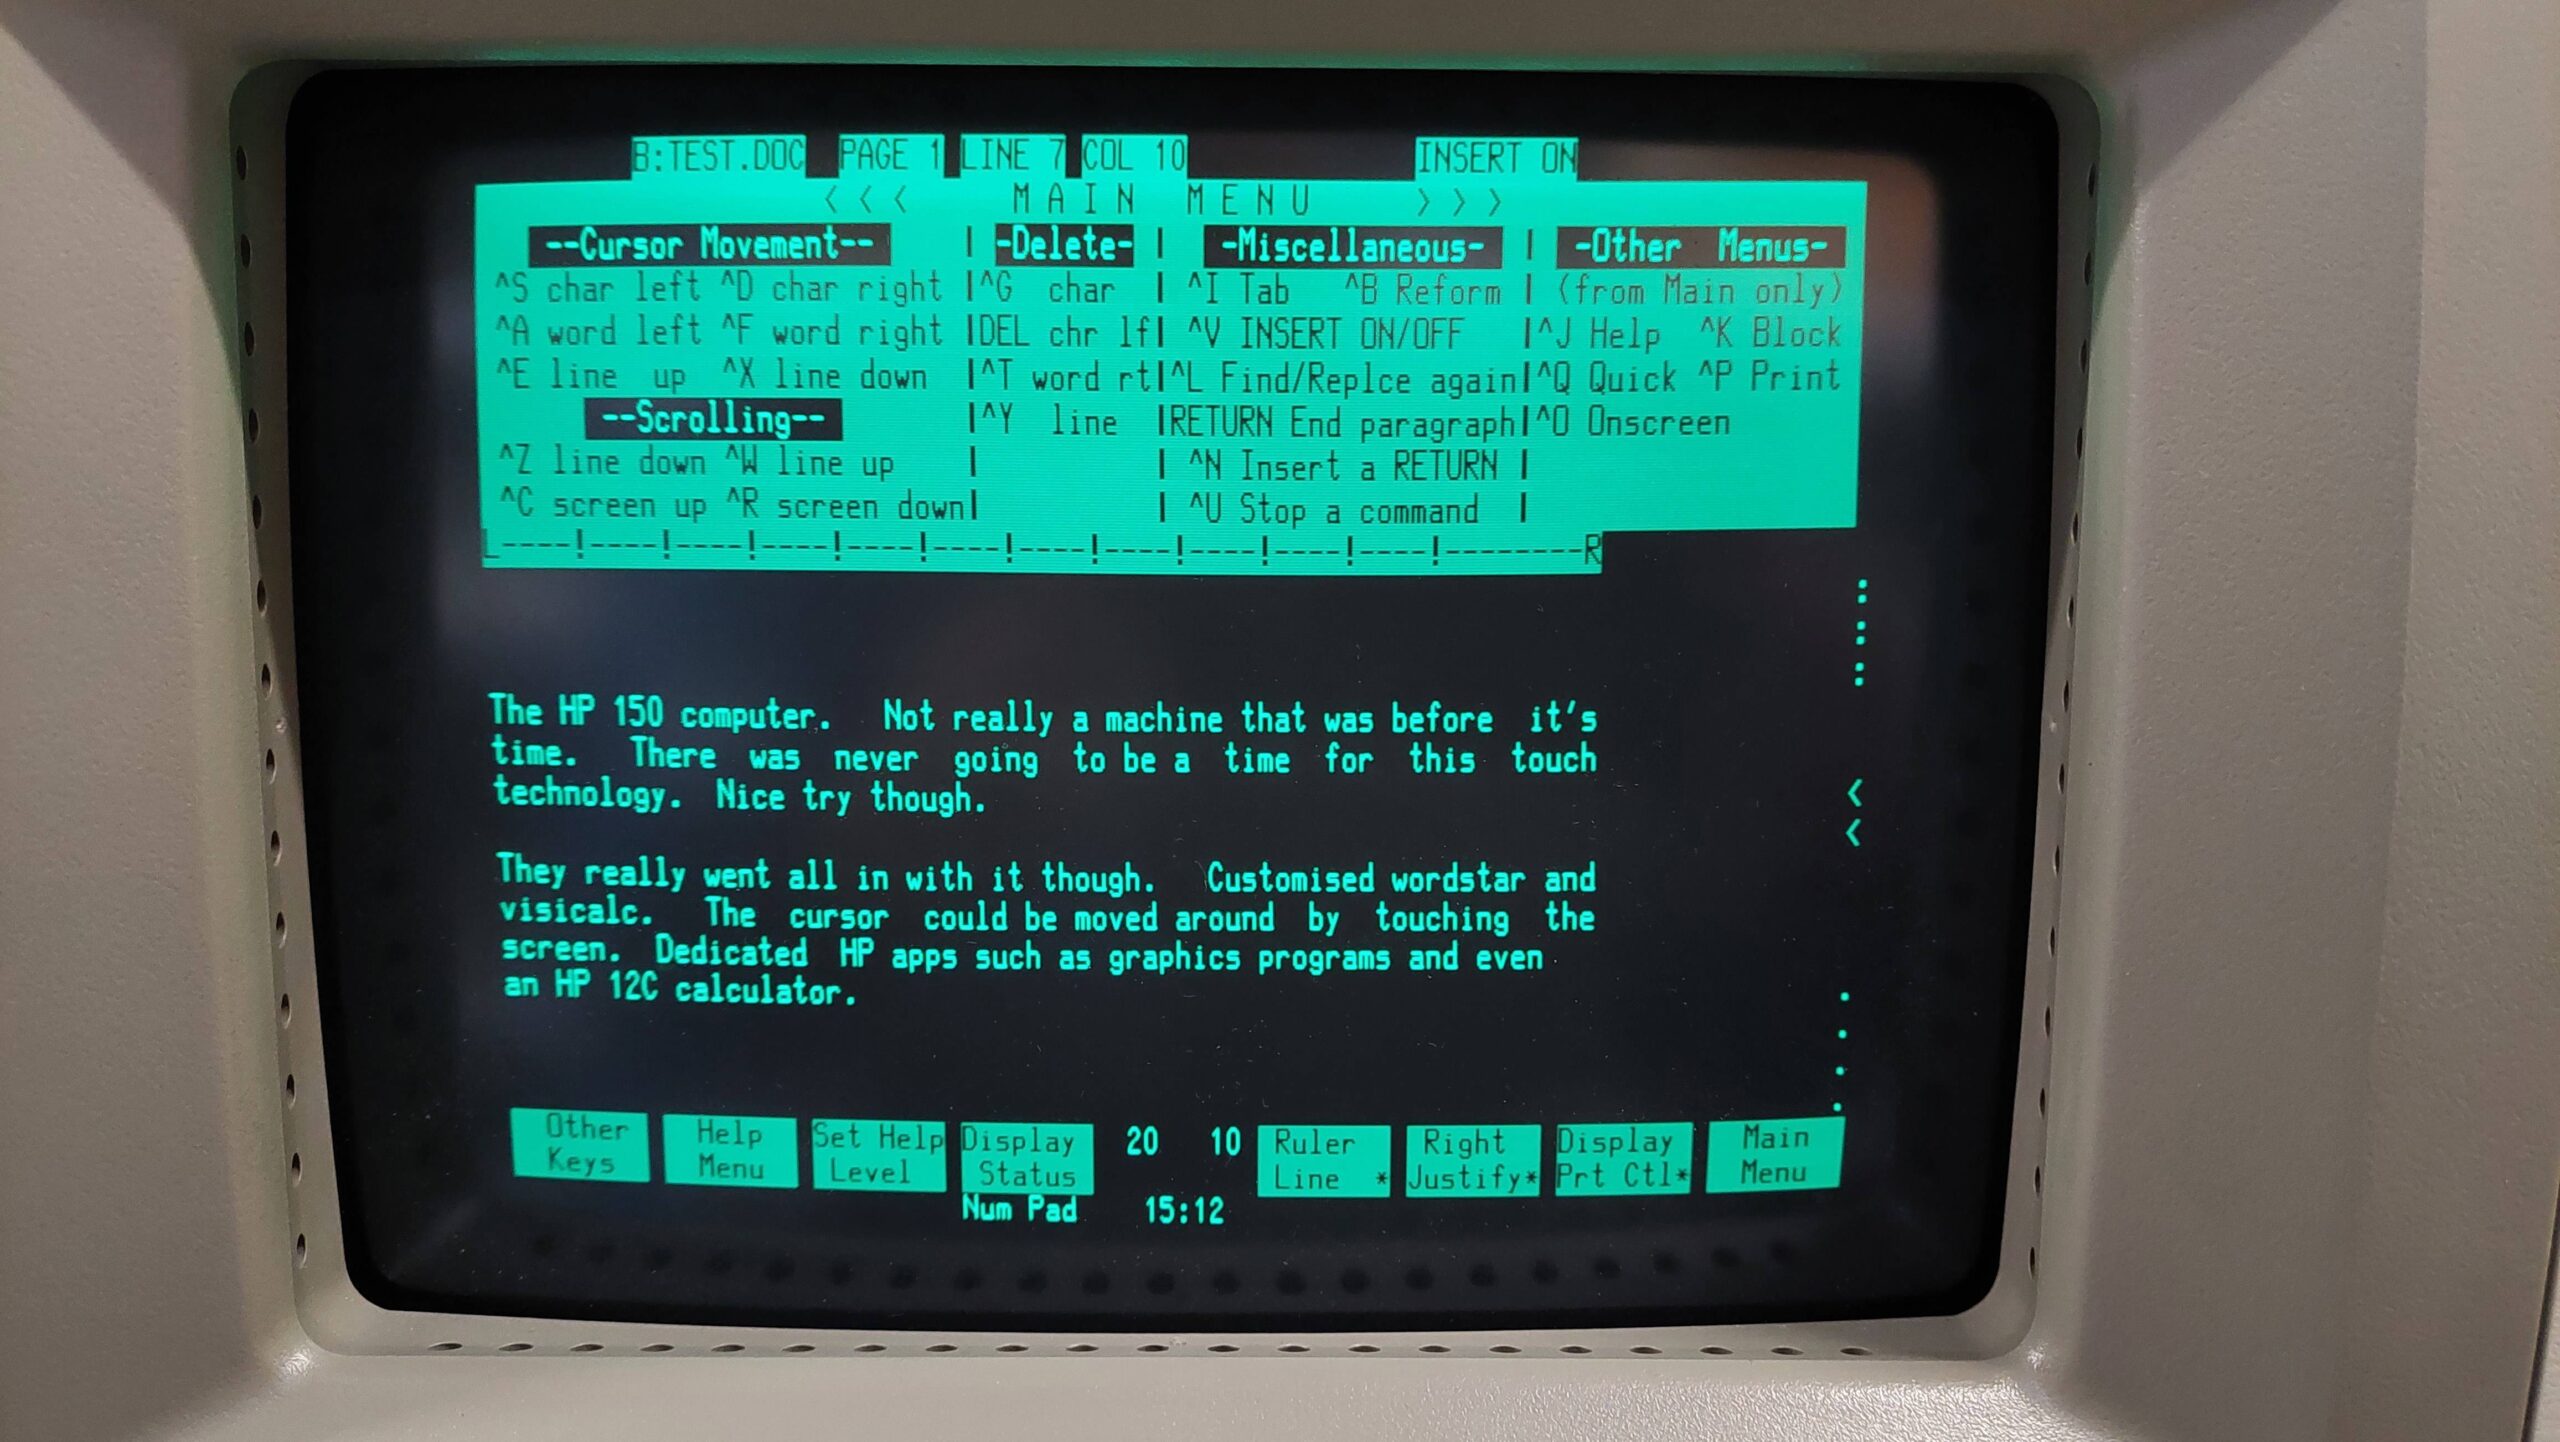 B:TEST.DOC PAGE 1 LINE 7 COL 10 INSERT ON
< < < M A I N M E N U > > >
--Cursor Movement-- | -Delete- | -Miscellaneous- | -Other Menus-
^S char left ^D char right |^G char | ^I Tab ^B Reform | (from Main only)
^A word left ^F word right |DEL chr lf| ^V INSERT ON/OFF |^J Help ^K Block
^E line up ^X line down |^T word rt|^L Find/Replce again|^Q Quick ^P Print
--Scrolling-- |^Y line |RETURN End paragraph|^O Onscreen
^Z line down ^W line up | | ^N Insert a RETURN |
^C screen up ^R screen down| | ^U Stop a command |
L----!----!----!----!----!----!----!----!----!----!----!--------R
The HP 150 computer. Not really a machine that was before it's
time. There was never going to be a time for this touch
technology. Nice try though. <
<
They really went all in with it though. Customised wordstar and
visicalc. The cursor could be moved around by touching the
screen. Dedicated HP apps such as graphics programs and even
an HP 12C calculator.
Other Keys Help Menu Set Help Level Display Status 20 10 Ruler Line * Right Justify* Display Prt Ctl* Main Menu
Num Pad 15:12